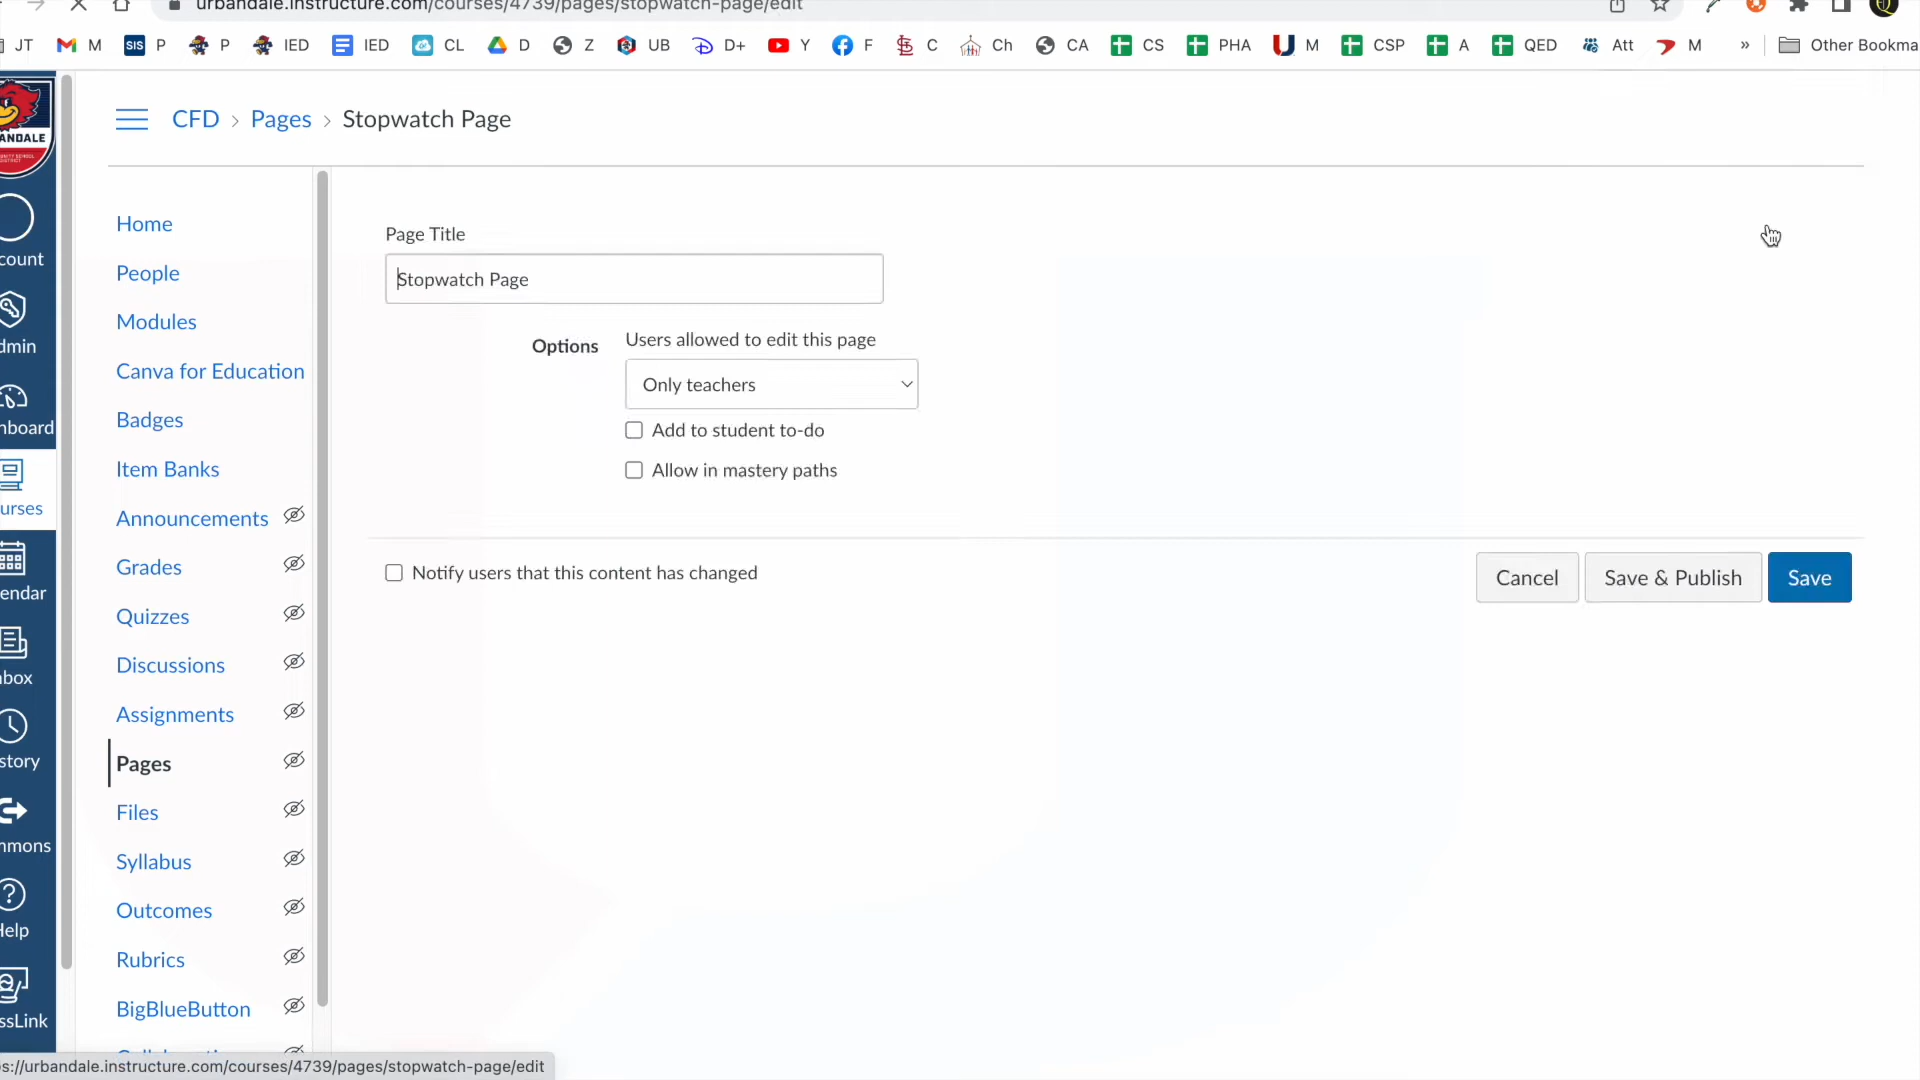 urbandale.instructure.com/courses/4739/pages/stopwatch-page/edit
JT M M SIS P P IED IED CL D Z UB D+ Y F C Ch CA CS PHA M CSP A QED Att M » Other Bookma
ANDALE
CFD › Pages › Stopwatch Page
Home
People
Modules
Canva for Education
Badges
Item Banks
Announcements
Grades
Quizzes
Discussions
Assignments
Pages
Files
Syllabus
Outcomes
Rubrics
BigBlueButton
count
dmin
hboard
urses
endar
nbox
story
mmons
Help
ssLink
Page Title
Stopwatch Page
Options
Users allowed to edit this page
Only teachers
Add to student to-do
Allow in mastery paths
Notify users that this content has changed
Cancel Save & Publish Save
s://urbandale.instructure.com/courses/4739/pages/stopwatch-page/edit